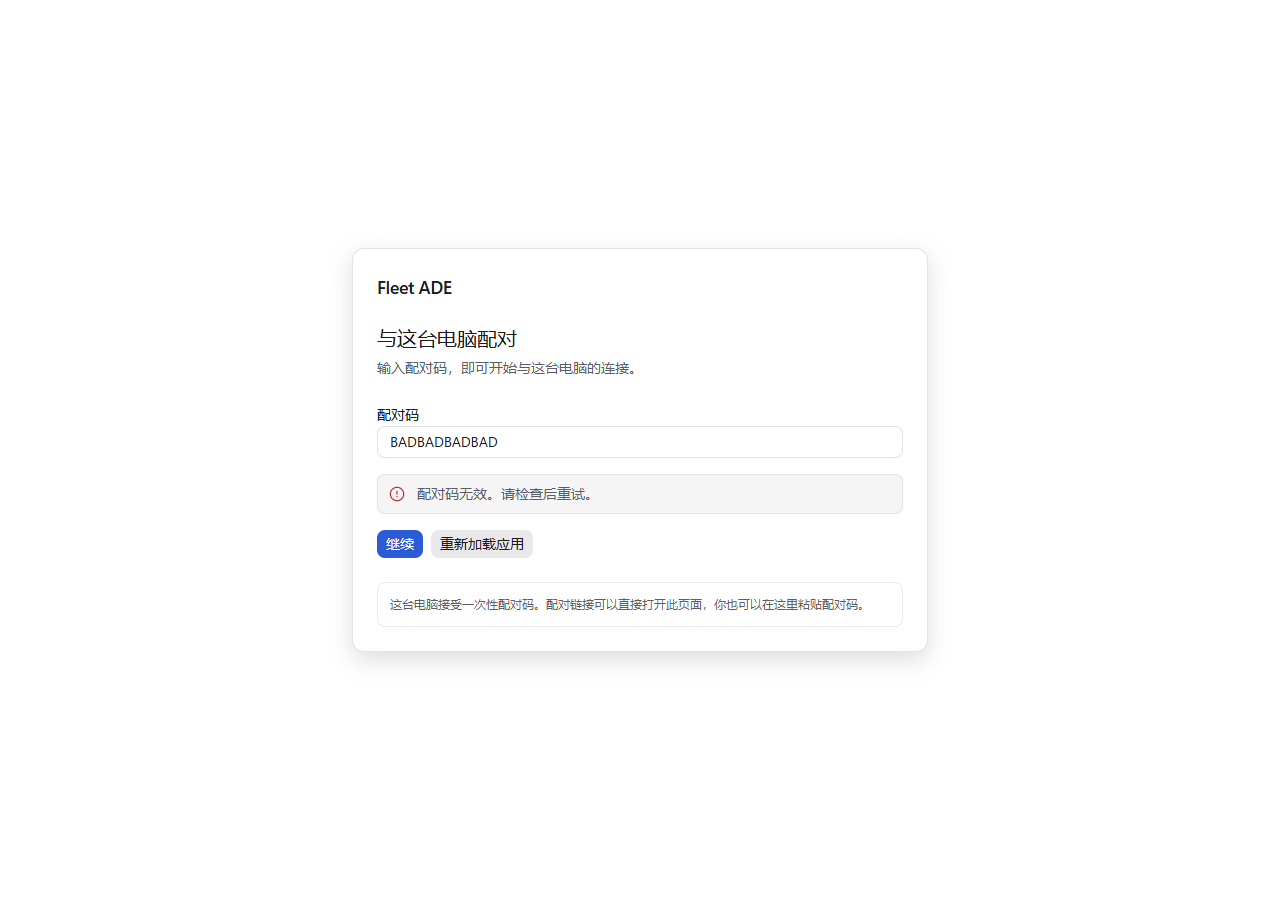 Fleet ADE
与这台电脑配对
输入配对码，即可开始与这台电脑的连接。
配对码
BADBADBADBAD
配对码无效。请检查后重试。
继续
重新加载应用
这台电脑接受一次性配对码。配对链接可以直接打开此页面，你也可以在这里粘贴配对码。